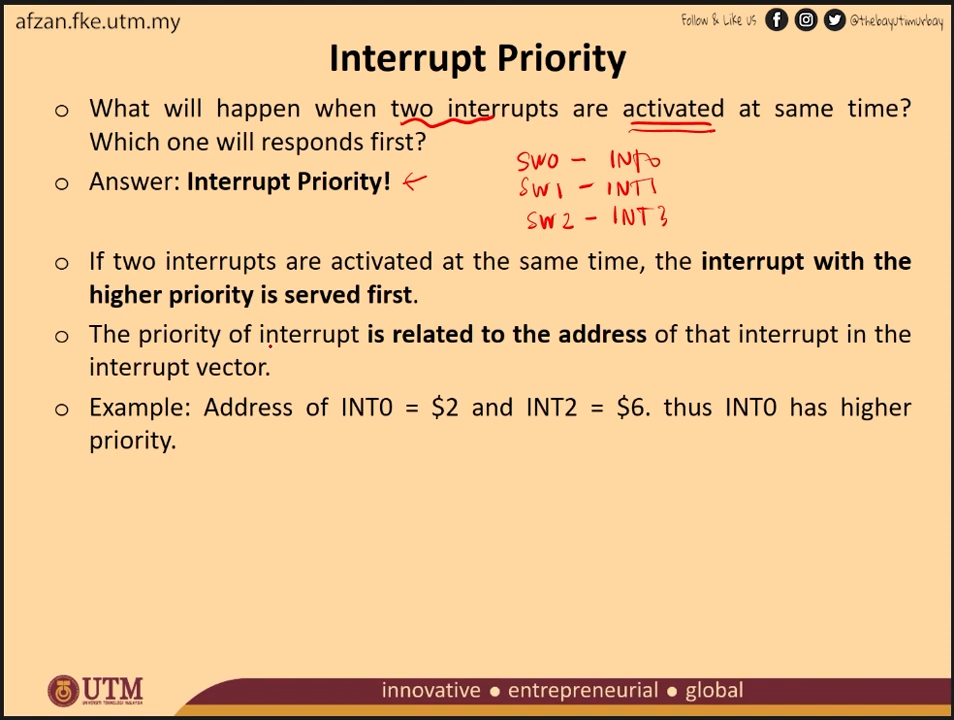 afzan.fke.utm.my
Follow & Like us @thebayutimurbay
Interrupt Priority
o What will happen when two interrupts are activated at same time?
Which one will responds first?
SW0 - INT0
o Answer: Interrupt Priority! ←
SW1 - INT1
SW2 - INT3
o If two interrupts are activated at the same time, the interrupt with the
higher priority is served first.
o The priority of interrupt is related to the address of that interrupt in the
interrupt vector.
o Example: Address of INT0 = $2 and INT2 = $6. thus INT0 has higher
priority.
UTM
UNIVERSITI TEKNOLOGI MALAYSIA
innovative ● entrepreneurial ● global